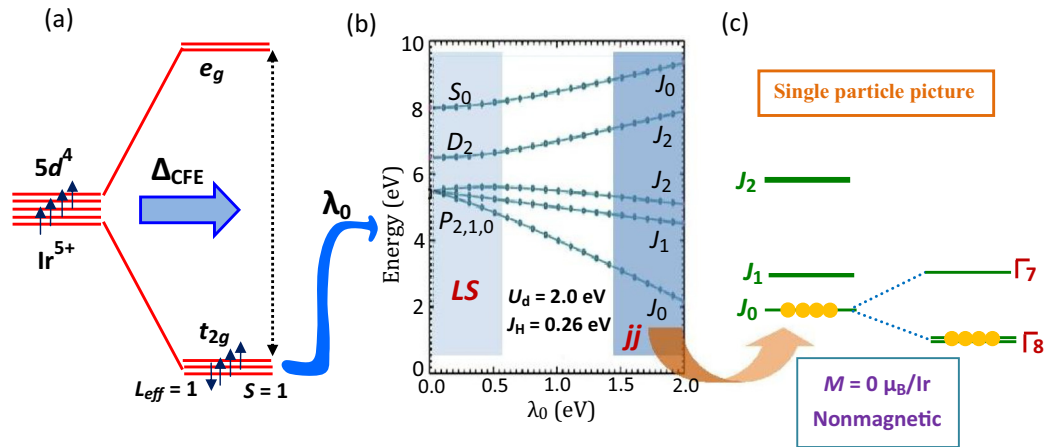 (a)
e_g
5d^4
Δ_CFE
Ir^5+
t_2g
L_eff = 1
S = 1
λ_0
(b)
10
8
6
4
2
0
Energy (eV)
S_0
D_2
P_2,1,0
LS
U_d = 2.0 eV
J_H = 0.26 eV
J_0
J_2
J_2
J_1
J_0
jj
0.0
0.5
1.0
1.5
2.0
λ_0 (eV)
(c)
Single particle picture
J_2
J_1
J_0
Γ_7
Γ_8
M = 0 μ_B/Ir
Nonmagnetic